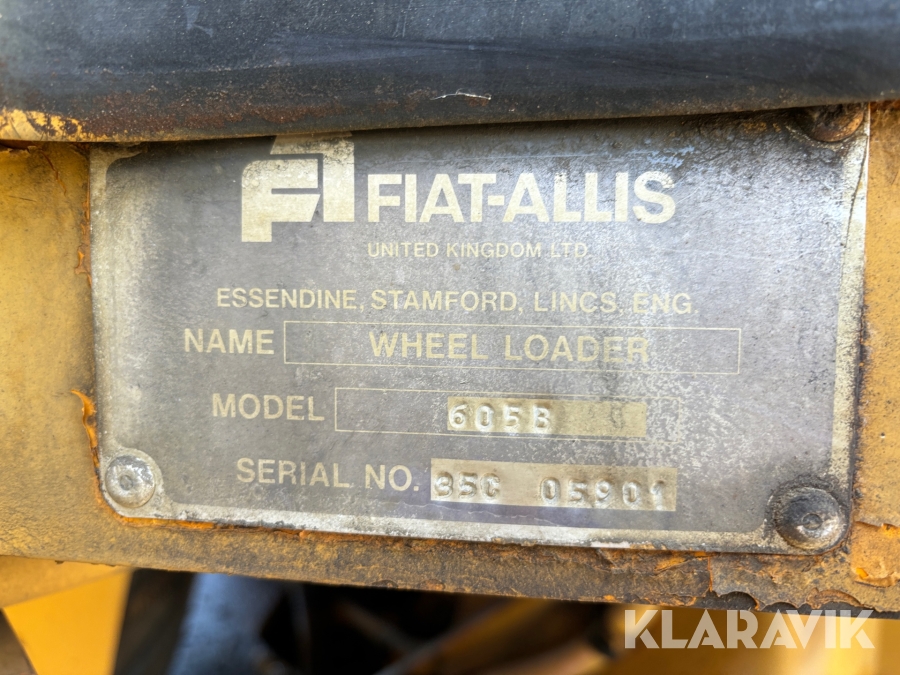 FA FIAT-ALLIS
UNITED KINGDOM LTD.
ESSENDINE, STAMFORD, LINCS, ENG.
NAME WHEEL LOADER
MODEL 605B
SERIAL NO. 35C 05901
KLARAVIK